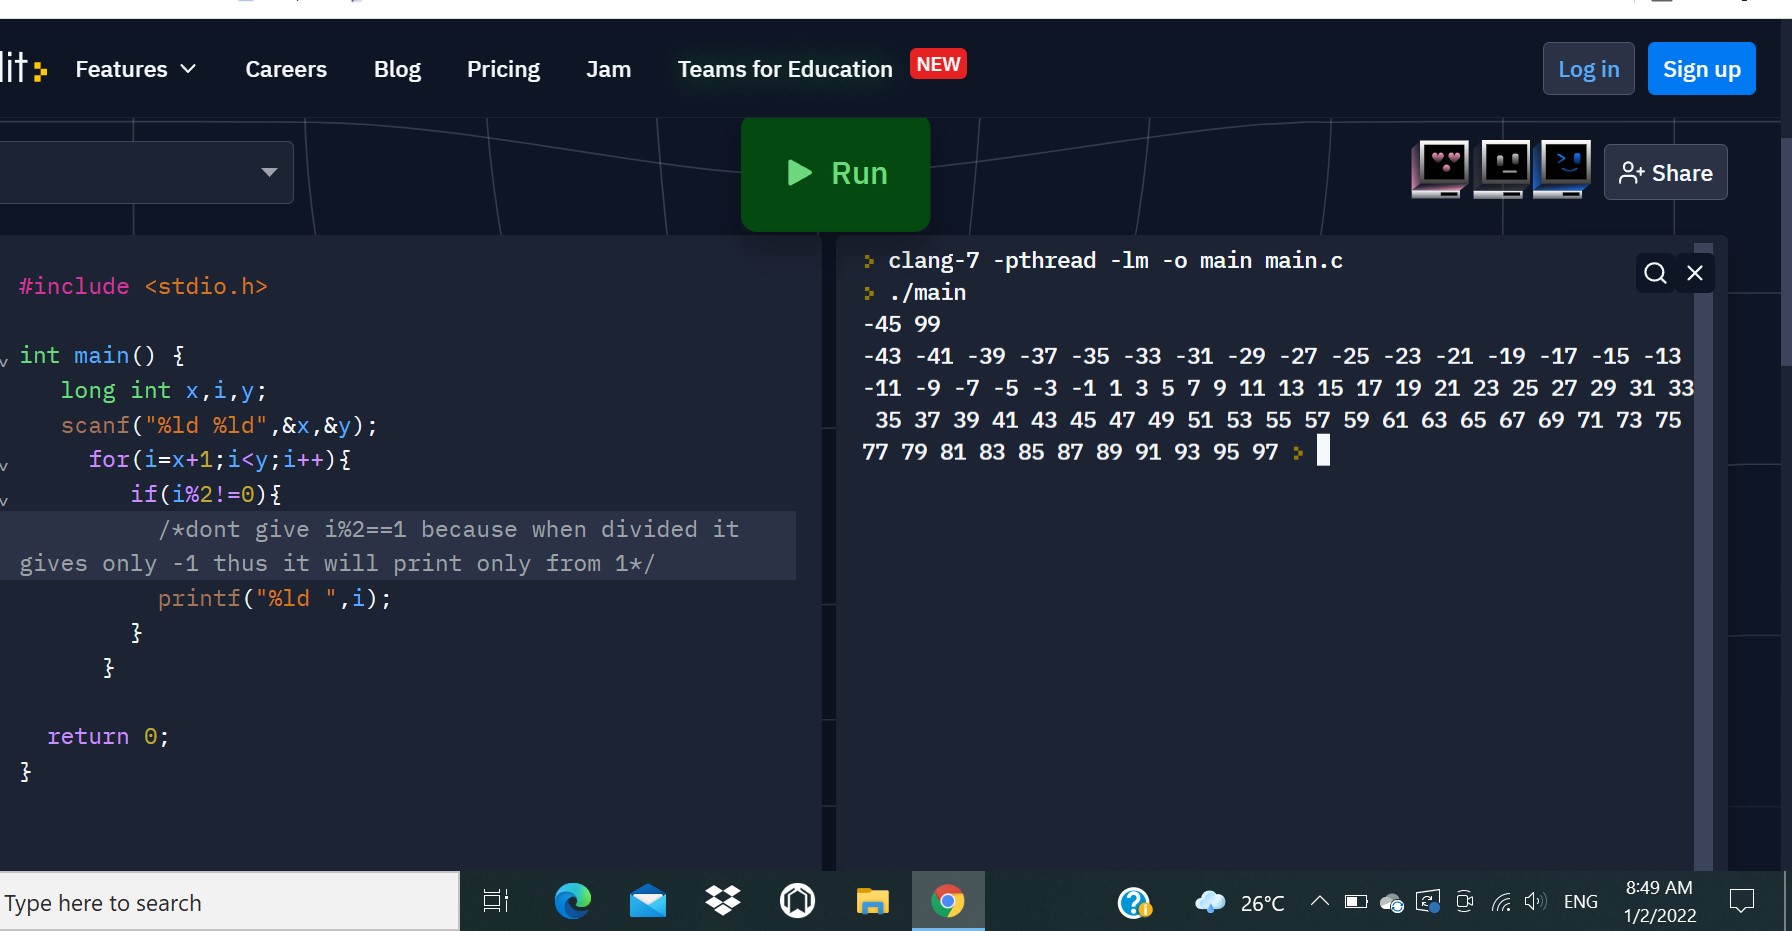 lit
Features Careers Blog Pricing Jam Teams for Education NEW Log in Sign up
Run
Share
#include <stdio.h>
int main() {
long int x,i,y;
scanf("%ld %ld",&x,&y);
for(i=x+1;i<y;i++){
if(i%2!=0){
/*dont give i%2==1 because when divided it
gives only -1 thus it will print only from 1*/
printf("%ld ",i);
}
}
return 0;
}
clang-7 -pthread -lm -o main main.c
./main
-45 99
-43 -41 -39 -37 -35 -33 -31 -29 -27 -25 -23 -21 -19 -17 -15 -13
-11 -9 -7 -5 -3 -1 1 3 5 7 9 11 13 15 17 19 21 23 25 27 29 31 33
35 37 39 41 43 45 47 49 51 53 55 57 59 61 63 65 67 69 71 73 75
77 79 81 83 85 87 89 91 93 95 97
Type here to search
26°C
ENG
8:49 AM
1/2/2022